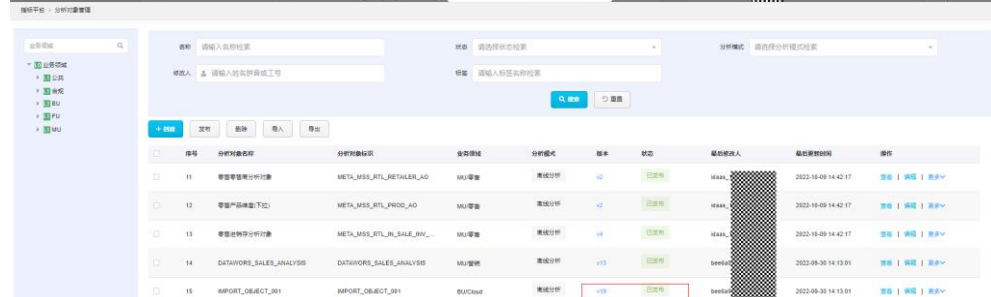 指标平台 > 分析对象管理
业务领域
业务领域
公共
合规
BU
FU
MU
名称 请输入名称检索 状态 请选择状态检索 分析模式 请选择分析模式检索
修改人 请输入姓名拼音或工号 标签 请输入标签名称检索
搜索 重置
+ 创建 发布 删除 导入 导出
序号 分析对象名称 分析对象标识 业务领域 分析模式 版本 状态 最后修改人 最后更新时间 操作
11 零售零售商分析对象 META_MSS_RTL_RETAILER_AO MU/零售 离线分析 v2 已发布 idaas_ 2022-10-09 14:42:17 查看 | 编辑 | 更多
12 零售产品维度(下拉) META_MSS_RTL_PROD_AO MU/零售 离线分析 v2 已发布 idaas_ 2022-10-09 14:42:17 查看 | 编辑 | 更多
13 零售进销存分析对象 META_MSS_RTL_IN_SALE_INV_... MU/零售 离线分析 v4 已发布 idaas_ 2022-10-09 14:42:17 查看 | 编辑 | 更多
14 DATAWORS_SALES_ANALYSIS DATAWORS_SALES_ANALYSIS MU/营销 离线分析 v13 已发布 2022-09-30 14:13:01 查看 | 编辑 | 更多
15 IMPORT_OBJECT_001 IMPORT_OBJECT_001 BU/Cloud 离线分析 v19 已发布 2022-09-30 14:13:01 查看 | 编辑 | 更多